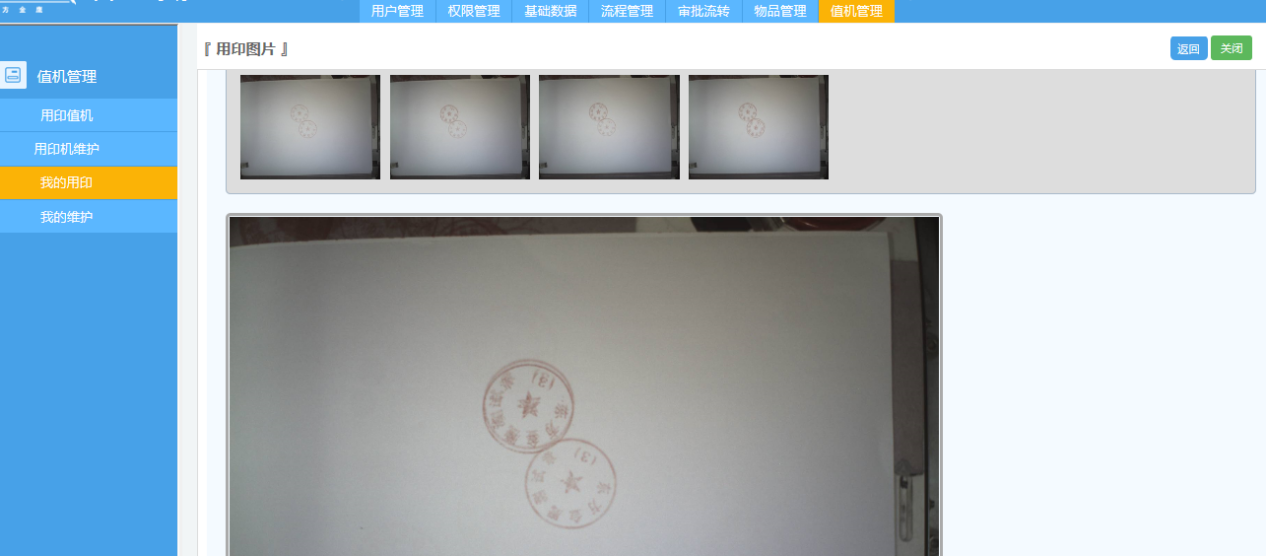 用户管理 权限管理 基础数据 流程管理 审批流转 物品管理 值机管理
『 用印图片 』
返回 关闭
值机管理
用印值机
用印机维护
我的用印
我的维护
(3)